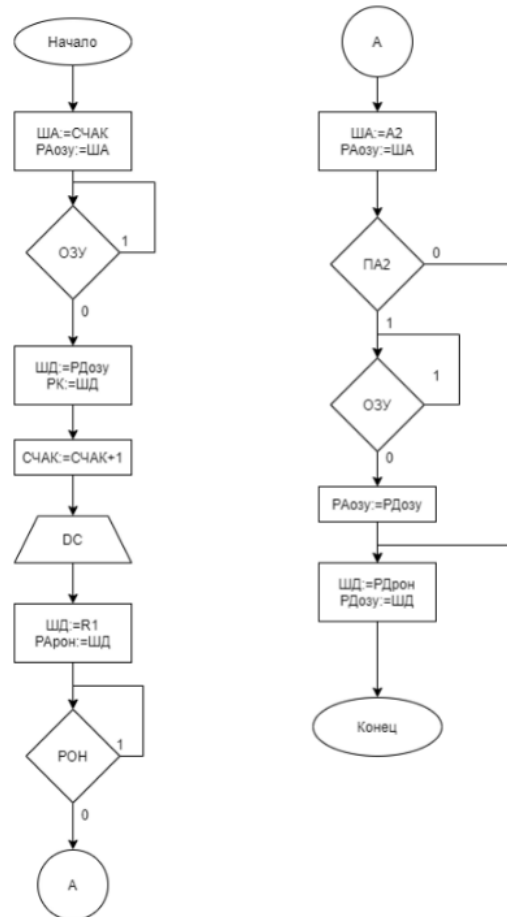 Начало
ША:=СЧАК
РАозу:=ША
ОЗУ
1
0
ШД:=РДозу
РК:=ШД
СЧАК:=СЧАК+1
DC
ШД:=R1
РАрон:=ШД
РОН
1
0
А
А
ША:=А2
РАозу:=ША
ПА2
0
1
ОЗУ
1
0
РАозу:=РДозу
ШД:=РДрон
РДозу:=ШД
Конец